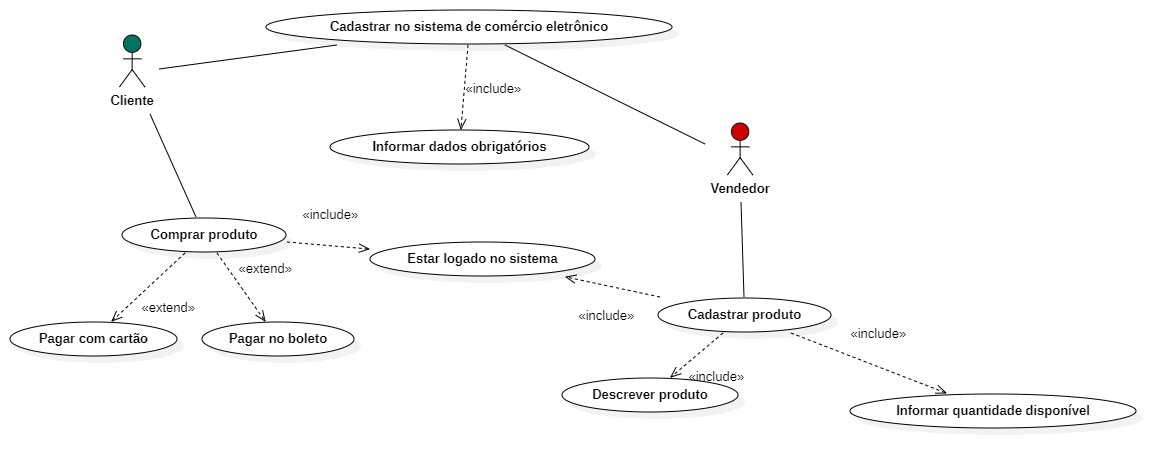 Cadastrar no sistema de comércio eletrônico
«include»
Cliente
Informar dados obrigatórios
Vendedor
«include»
Comprar produto
Estar logado no sistema
«extend»
«extend»
«include»
Cadastrar produto
Pagar com cartão
Pagar no boleto
«include»
«include»
Descrever produto
Informar quantidade disponível